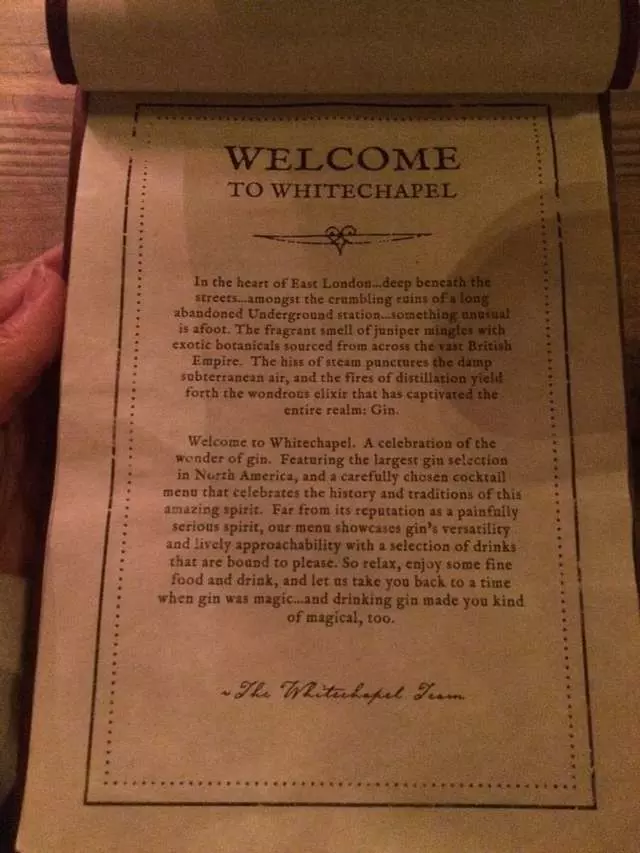 WELCOME
TO WHITECHAPEL
In the heart of East London...deep beneath the
streets...amongst the crumbling ruins of a long
abandoned Underground station...something unusual
is afoot. The fragrant smell of juniper mingles with
exotic botanicals sourced from across the vast British
Empire. The hiss of steam punctures the damp
subterranean air, and the fires of distillation yield
forth the wondrous elixir that has captivated the
entire realm: Gin.
Welcome to Whitechapel. A celebration of the
wonder of gin. Featuring the largest gin selection
in North America, and a carefully chosen cocktail
menu that celebrates the history and traditions of this
amazing spirit. Far from its reputation as a painfully
serious spirit, our menu showcases gin's versatility
and lively approachability with a selection of drinks
that are bound to please. So relax, enjoy some fine
food and drink, and let us take you back to a time
when gin was magic...and drinking gin made you kind
of magical, too.
~ The Whitechapel Team